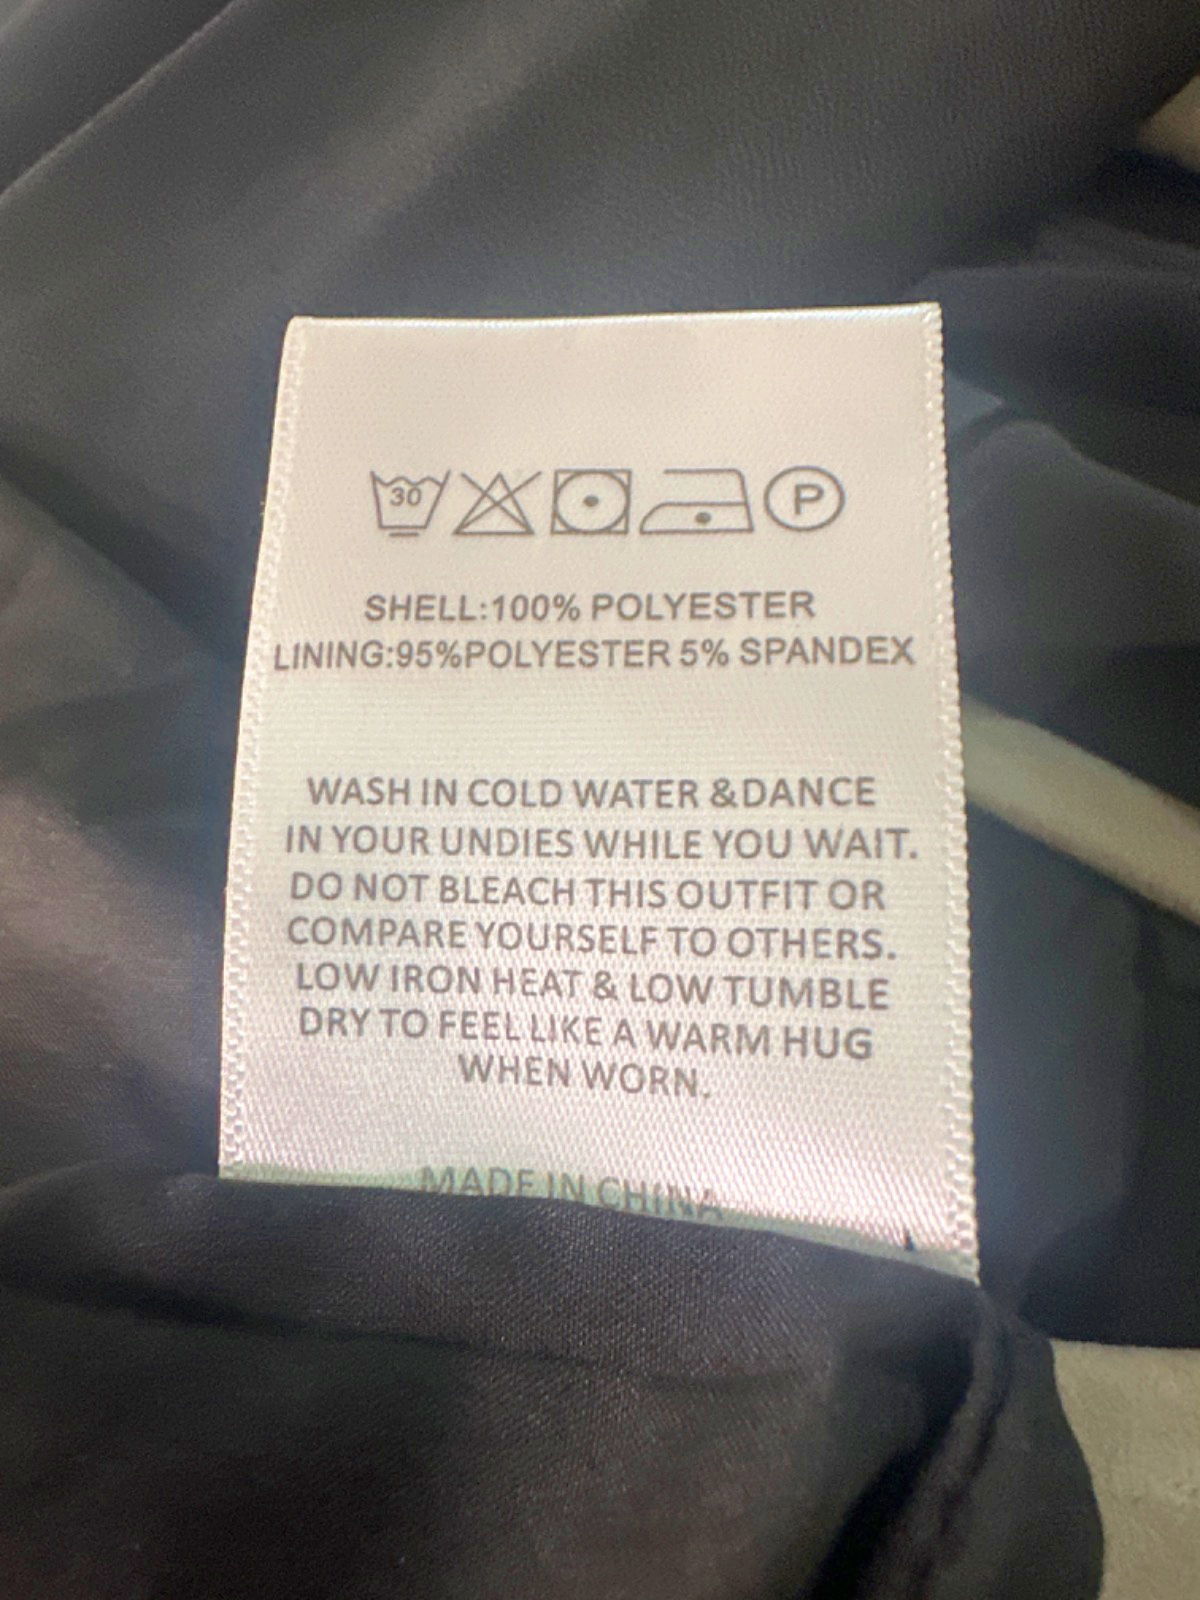 30 P
SHELL:100% POLYESTER
LINING:95%POLYESTER 5% SPANDEX
WASH IN COLD WATER &DANCE
IN YOUR UNDIES WHILE YOU WAIT.
DO NOT BLEACH THIS OUTFIT OR
COMPARE YOURSELF TO OTHERS.
LOW IRON HEAT & LOW TUMBLE
DRY TO FEEL LIKE A WARM HUG
WHEN WORN.
MADE IN CHINA